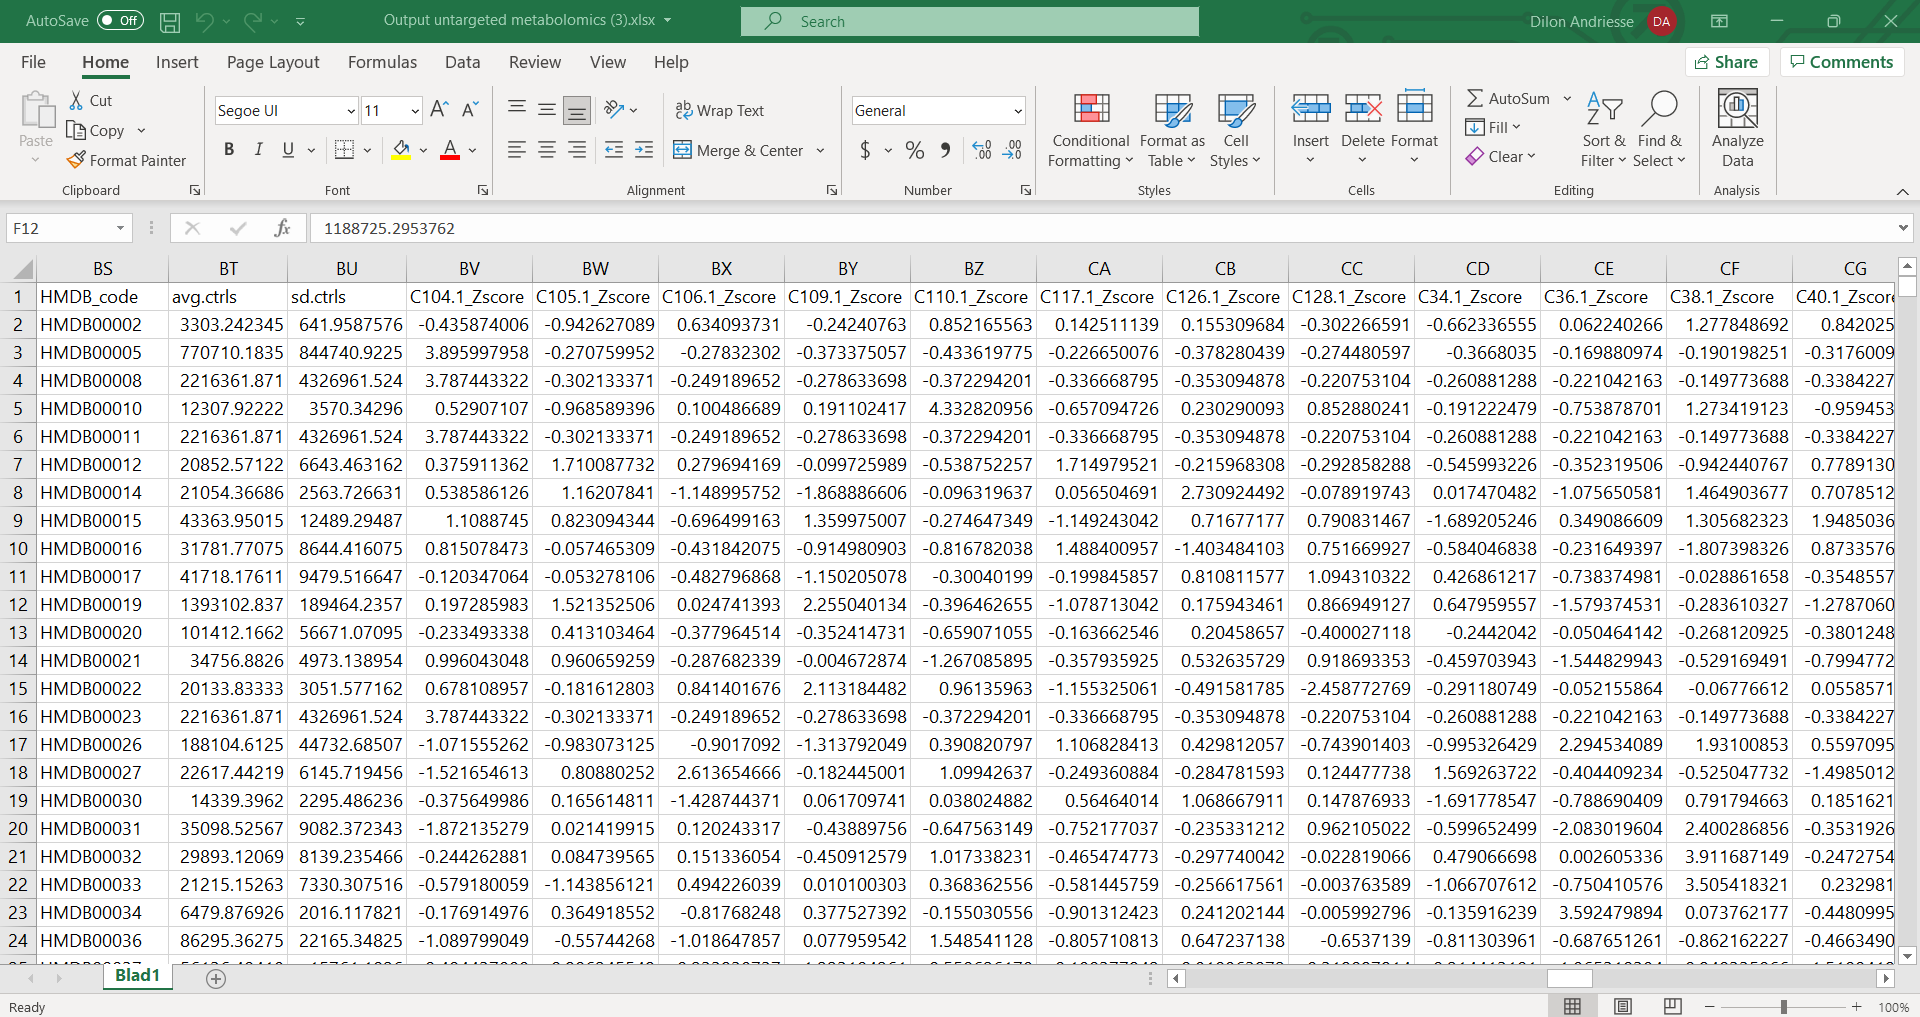 AutoSave Off Output untargeted metabolomics (3).xlsx Search Dilon Andriesse DA
File Home Insert Page Layout Formulas Data Review View Help Share Comments
Paste Cut Copy Format Painter Clipboard
Segoe UI 11 B I U A Font
ab Wrap Text Merge & Center Alignment
General $ % Number
Conditional Formatting Format as Table Cell Styles Styles
Insert Delete Format Cells
AutoSum Fill Clear Sort & Filter Find & Select Editing
Analyze Data Analysis
F12 fx 1188725.2953762
BS BT BU BV BW BX BY BZ CA CB CC CD CE CF CG
1 HMDB_code avg.ctrls sd.ctrls C104.1_Zscore C105.1_Zscore C106.1_Zscore C109.1_Zscore C110.1_Zscore C117.1_Zscore C126.1_Zscore C128.1_Zscore C34.1_Zscore C36.1_Zscore C38.1_Zscore C40.1_Zscore
2 HMDB00002 3303.242345 641.9587576 -0.435874006 -0.942627089 0.634093731 -0.24240763 0.852165563 0.142511139 0.155309684 -0.302266591 -0.662336555 0.062240266 1.277848692 0.842025
3 HMDB00005 770710.1835 844740.9225 3.895997958 -0.270759952 -0.27832302 -0.373375057 -0.433619775 -0.226650076 -0.378280439 -0.274480597 -0.3668035 -0.169880974 -0.190198251 -0.3176009
4 HMDB00008 2216361.871 4326961.524 3.787443322 -0.302133371 -0.249189652 -0.278633698 -0.372294201 -0.336668795 -0.353094878 -0.220753104 -0.260881288 -0.221042163 -0.149773688 -0.3384227
5 HMDB00010 12307.92222 3570.34296 0.52907107 -0.968589396 0.100486689 0.191102417 4.332820956 -0.657094726 0.230290093 0.852880241 -0.191222479 -0.753878701 1.273419123 -0.959453
6 HMDB00011 2216361.871 4326961.524 3.787443322 -0.302133371 -0.249189652 -0.278633698 -0.372294201 -0.336668795 -0.353094878 -0.220753104 -0.260881288 -0.221042163 -0.149773688 -0.3384227
7 HMDB00012 20852.57122 6643.463162 0.375911362 1.710087732 0.279694169 -0.099725989 -0.538752257 1.714979521 -0.215968308 -0.292858288 -0.545993226 -0.352319506 -0.942440767 0.7789130
8 HMDB00014 21054.36686 2563.726631 0.538586126 1.16207841 -1.148995752 -1.868886606 -0.096319637 0.056504691 2.730924492 -0.078919743 0.017470482 -1.075650581 1.464903677 0.7078512
9 HMDB00015 43363.95015 12489.29487 1.1088745 0.823094344 -0.696499163 1.359975007 -0.274647349 -1.149243042 0.71677177 0.790831467 -1.689205246 0.349086609 1.305682323 1.9485036
10 HMDB00016 31781.77075 8644.416075 0.815078473 -0.057465309 -0.431842075 -0.914980903 -0.816782038 1.488400957 -1.403484103 0.751669927 -0.584046838 -0.231649397 -1.807398326 0.8733576
11 HMDB00017 41718.17611 9479.516647 -0.120347064 -0.053278106 -0.482796868 -1.150205078 -0.30040199 -0.199845857 0.810811577 1.094310322 0.426861217 -0.738374981 -0.028861658 -0.3548557
12 HMDB00019 1393102.837 189464.2357 0.197285983 1.521352506 0.024741393 2.255040134 -0.396462655 -1.078713042 0.175943461 0.866949127 0.647959557 -1.579374531 -0.283610327 -1.2787060
13 HMDB00020 101412.1662 56671.07095 -0.233493338 0.413103464 -0.377964514 -0.352414731 -0.659071055 -0.163662546 0.20458657 -0.400027118 -0.2442042 -0.050464142 -0.268120925 -0.3801248
14 HMDB00021 34756.8826 4973.138954 0.996043048 0.960659259 -0.287682339 -0.004672874 -1.267085895 -0.357935925 0.532635729 0.918693353 -0.459703943 -1.544829943 -0.529169491 -0.7994772
15 HMDB00022 20133.83333 3051.577162 0.678108957 -0.181612803 0.841401676 2.113184482 0.96135963 -1.155325061 -0.491581785 -2.458772769 -0.291180749 -0.052155864 -0.06776612 0.0558571
16 HMDB00023 2216361.871 4326961.524 3.787443322 -0.302133371 -0.249189652 -0.278633698 -0.372294201 -0.336668795 -0.353094878 -0.220753104 -0.260881288 -0.221042163 -0.149773688 -0.3384227
17 HMDB00026 188104.6125 44732.68507 -1.071555262 -0.983073125 -0.9017092 -1.313792049 0.390820797 1.106828413 0.429812057 -0.743901403 -0.995326429 2.294534089 1.93100853 0.5597095
18 HMDB00027 22617.44219 6145.719456 -1.521654613 0.80880252 2.613654666 -0.182445001 1.09942637 -0.249360884 -0.284781593 0.124477738 1.569263722 -0.404409234 -0.525047732 -1.4985012
19 HMDB00030 14339.3962 2295.486236 -0.375649986 0.165614811 -1.428744371 0.061709741 0.038024882 0.56464014 1.068667911 0.147876933 -1.691778547 -0.788690409 0.791794663 0.1851621
20 HMDB00031 35098.52567 9082.372343 -1.872135279 0.021419915 0.120243317 -0.43889756 -0.647563149 -0.752177037 -0.235331212 0.962105022 -0.599652499 -2.083019604 2.400286856 -0.3531926
21 HMDB00032 29893.12069 8139.235466 -0.244262881 0.084739565 0.151336054 -0.450912579 1.017338231 -0.465474773 -0.297740042 -0.022819066 0.479066698 0.002605336 3.911687149 -0.2472754
22 HMDB00033 21215.15263 7330.307516 -0.579180059 -1.143856121 0.494226039 0.010100303 0.368362556 -0.581445759 -0.256617561 -0.003763589 -1.066707612 -0.750410576 3.505418321 0.232981
23 HMDB00034 6479.876926 2016.117821 -0.176914976 0.364918552 -0.81768248 0.377527392 -0.155030556 -0.901312423 0.241202144 -0.005992796 -0.135916239 3.592479894 0.073762177 -0.4480995
24 HMDB00036 86295.36275 22165.34825 -1.089799049 -0.55744268 -1.018647857 0.077959542 1.548541128 -0.805710813 0.647237138 -0.6537139 -0.811303961 -0.687651261 -0.862162227 -0.4663490
Blad1
Ready 100%